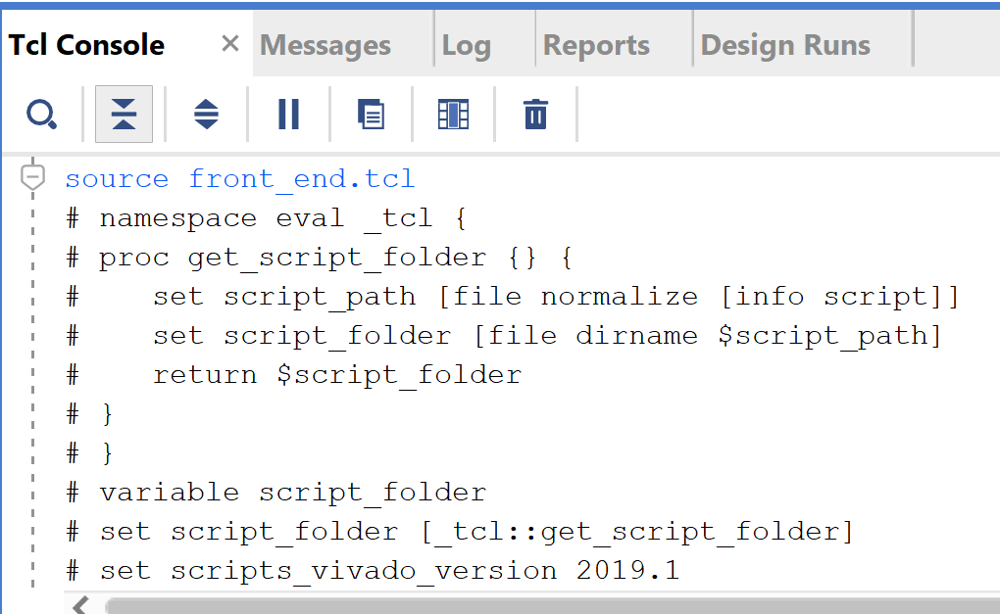 Tcl Console × Messages Log Reports Design Runs
source front_end.tcl
# namespace eval _tcl {
# proc get_script_folder {} {
#    set script_path [file normalize [info script]]
#    set script_folder [file dirname $script_path]
#    return $script_folder
# }
# }
# variable script_folder
# set script_folder [_tcl::get_script_folder]
# set scripts_vivado_version 2019.1